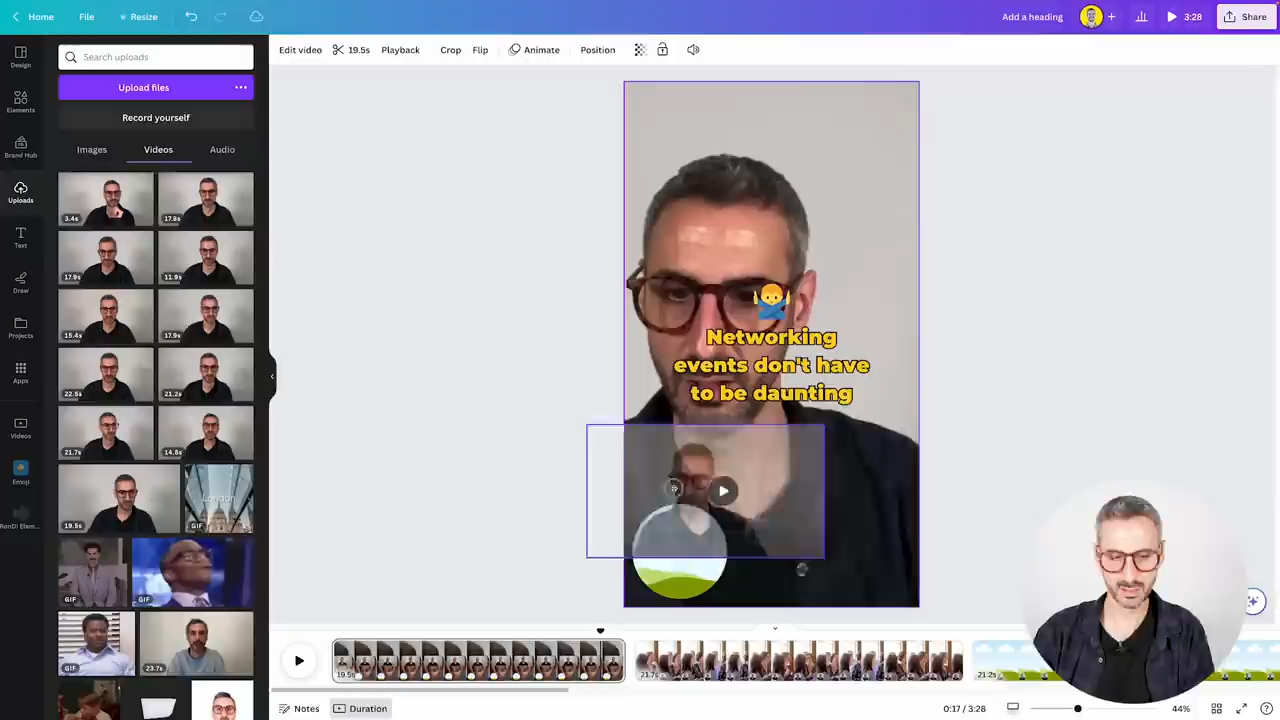 Home
File
Resize
Add a heading
3:28
Share
Design
Elements
Brand Hub
Uploads
Text
Draw
Projects
Apps
Videos
Emoji
Search uploads
Upload files
Record yourself
Images
Videos
Audio
3.4s
17.8s
17.9s
11.9s
15.4s
17.9s
22.5s
21.2s
21.7s
14.8s
19.5s
London
GIF
GIF
GIF
23.7s
Edit video
19.5s
Playback
Crop
Flip
Animate
Position
Networking
events don't have
to be daunting
19.5s
21.7s
21.2s
Notes
Duration
0:17 / 3:28
44%